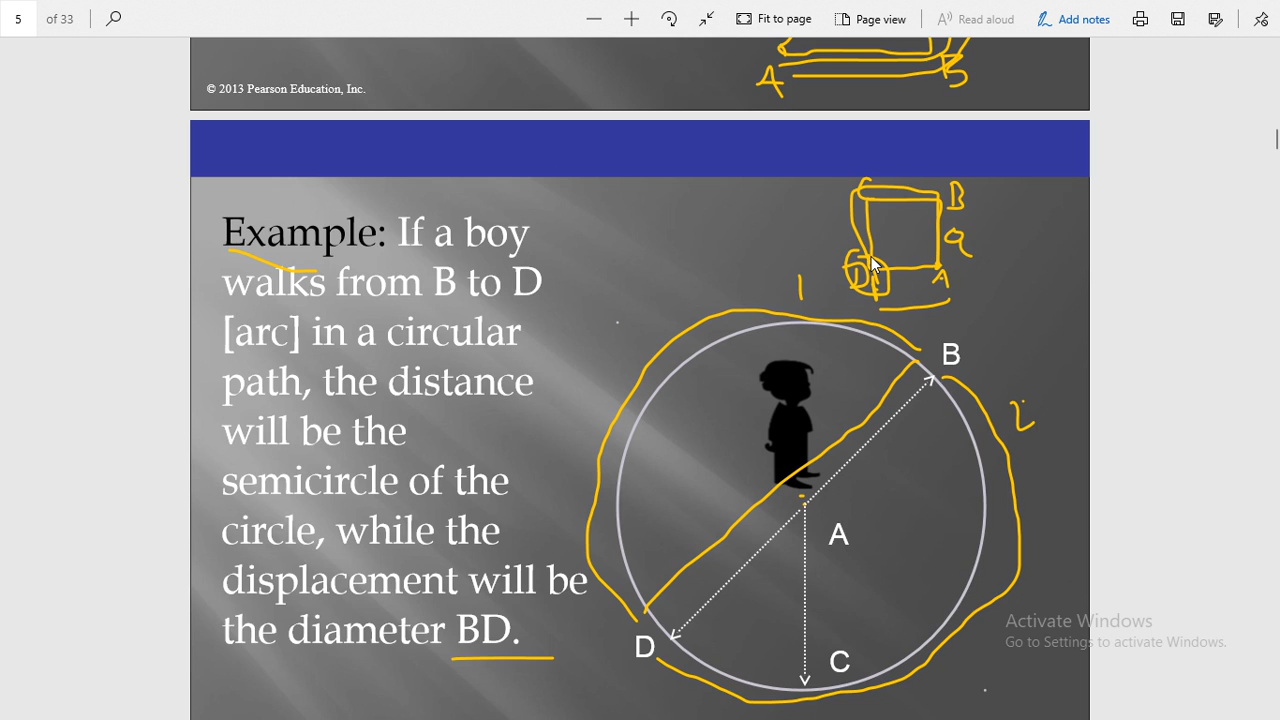 5 of 33
Fit to page
Page view
Read aloud
Add notes
A B
© 2013 Pearson Education, Inc.
B
a
D
A
Example: If a boy
walks from B to D
[arc] in a circular
path, the distance
will be the
semicircle of the
circle, while the
displacement will be
the diameter BD.
1
B
2
A
D
C
Activate Windows
Go to Settings to activate Windows.